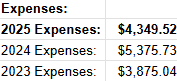 Expenses:
2025 Expenses: $4,349.52
2024 Expenses: $5,375.73
2023 Expenses: $3,875.04